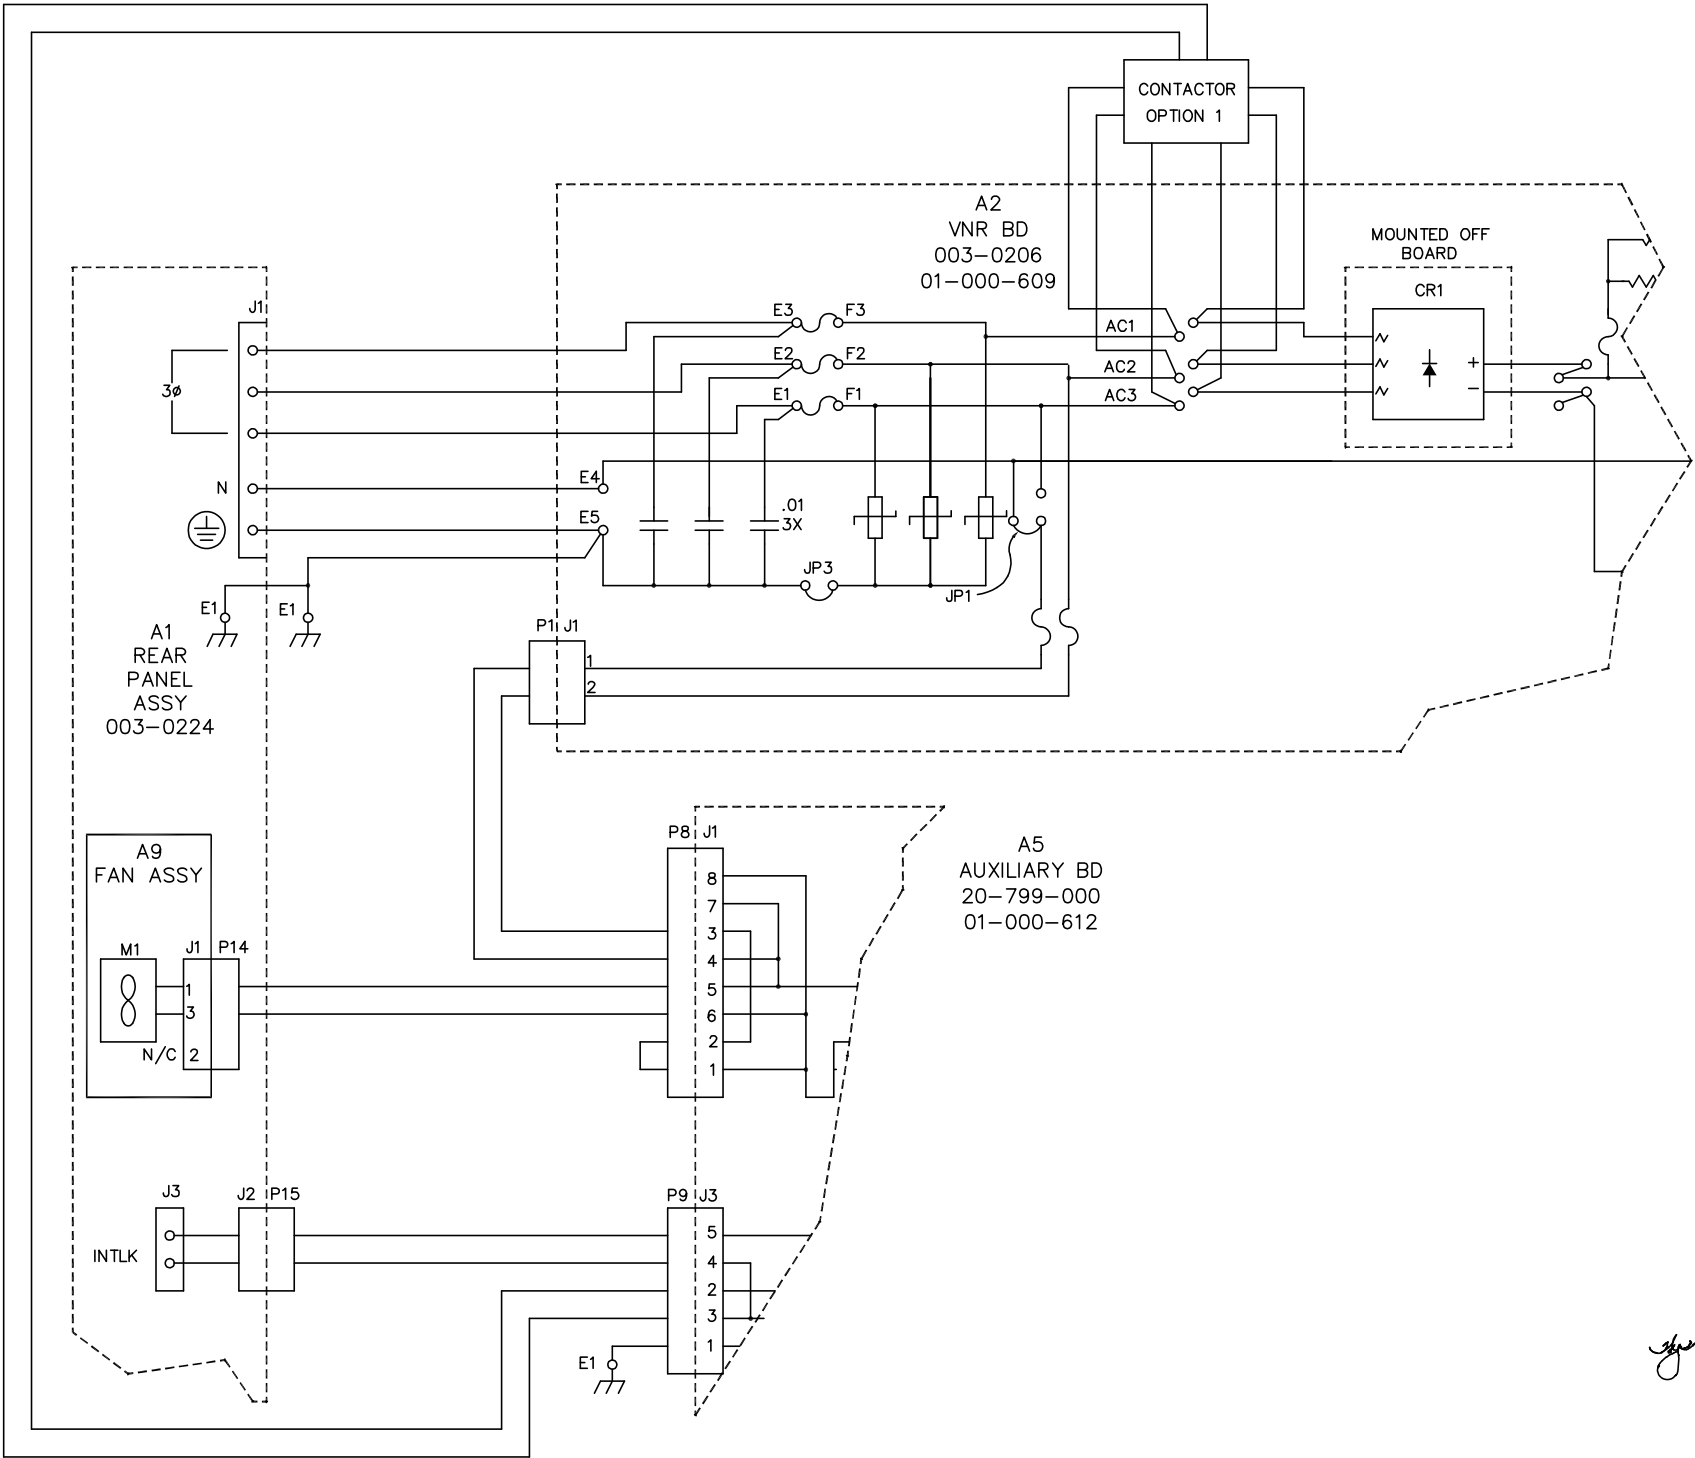 CONTACTOR
OPTION 1
A2
VNR BD
003-0206
01-000-609
MOUNTED OFF
BOARD
CR1
J1
E3 F3
AC1
E2 F2
AC2
+
3ø
E1 F1
AC3
-
N
E4
E5
.01
3X
JP3
JP1
E1 E1
A1
REAR
PANEL
ASSY
003-0224
P1 J1
1
2
A9
FAN ASSY
M1 J1 P14
1
3
N/C 2
P8 J1
8
7
3
4
5
6
2
1
A5
AUXILIARY BD
20-799-000
01-000-612
J3 J2 P15
INTLK
P9 J3
5
4
2
3
1
E1